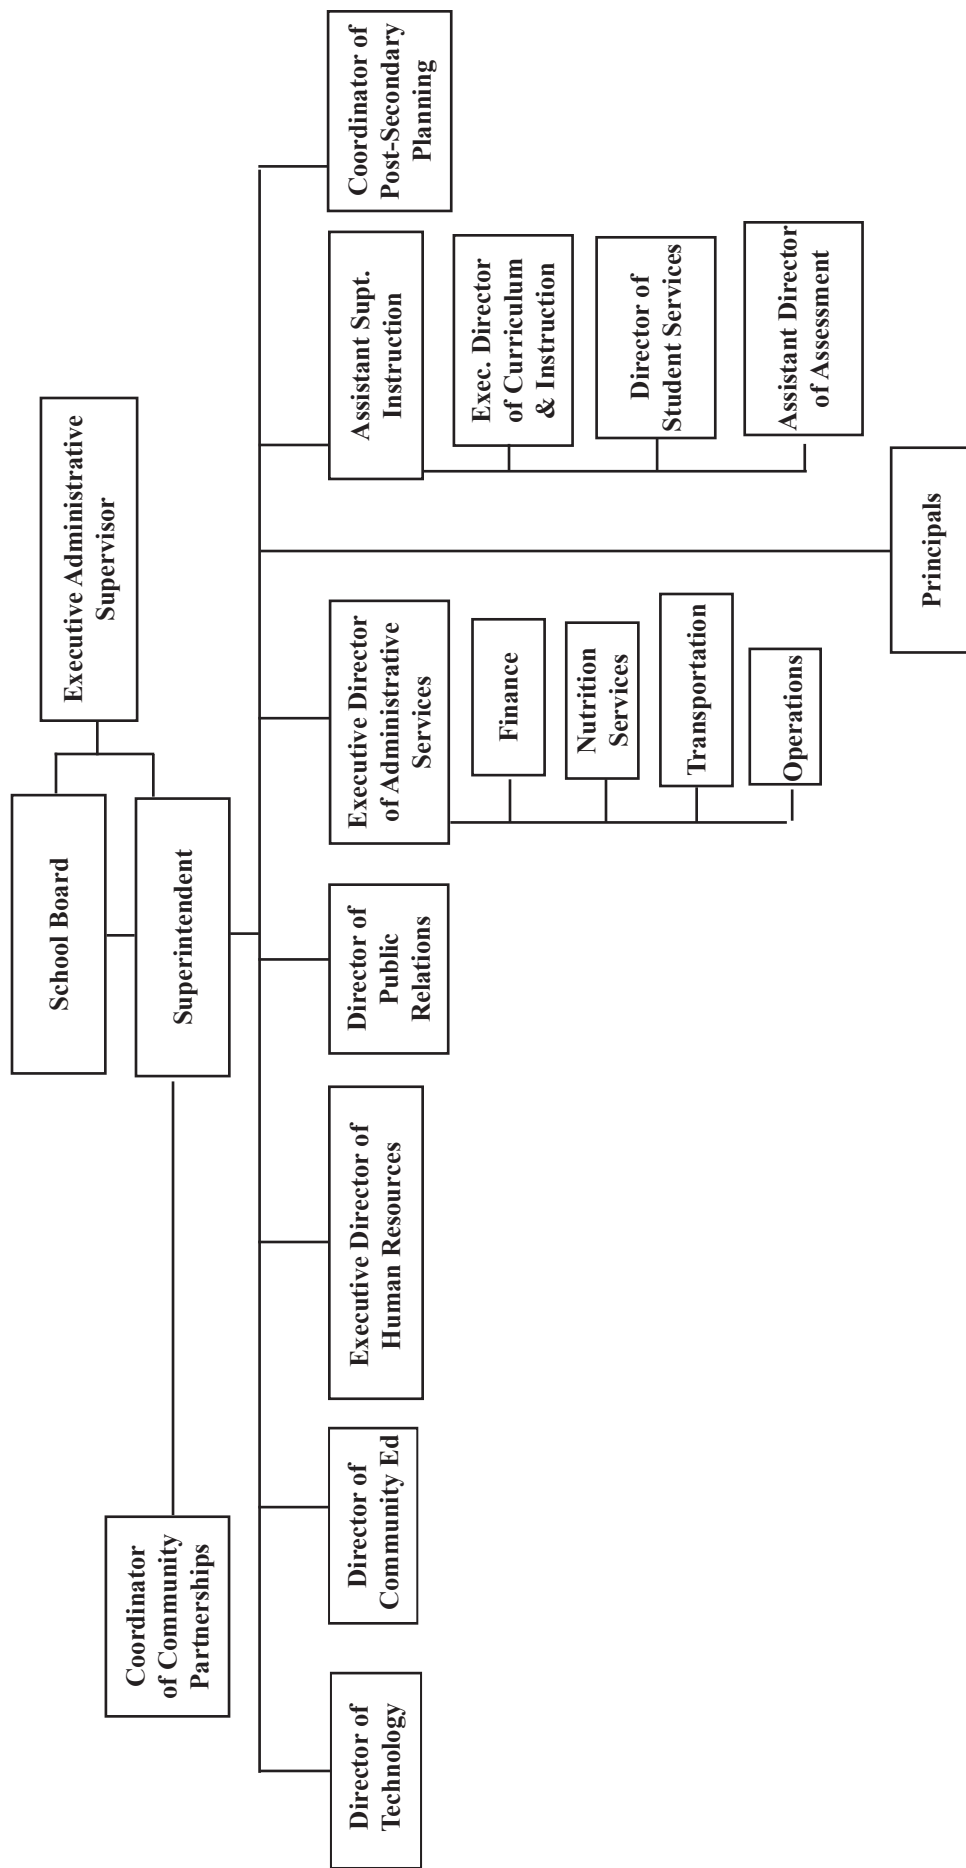 School Board
Executive Administrative
Supervisor
Superintendent
Coordinator
of Community
Partnerships
Director of
Technology
Director of
Community Ed
Executive Director of
Human Resources
Director of
Public
Relations
Executive Director
of Administrative
Services
Finance
Nutrition
Services
Transportation
Operations
Principals
Assistant Supt.
Instruction
Exec. Director
of Curriculum
& Instruction
Director of
Student Services
Assistant Director
of Assessment
Coordinator of
Post-Secondary
Planning